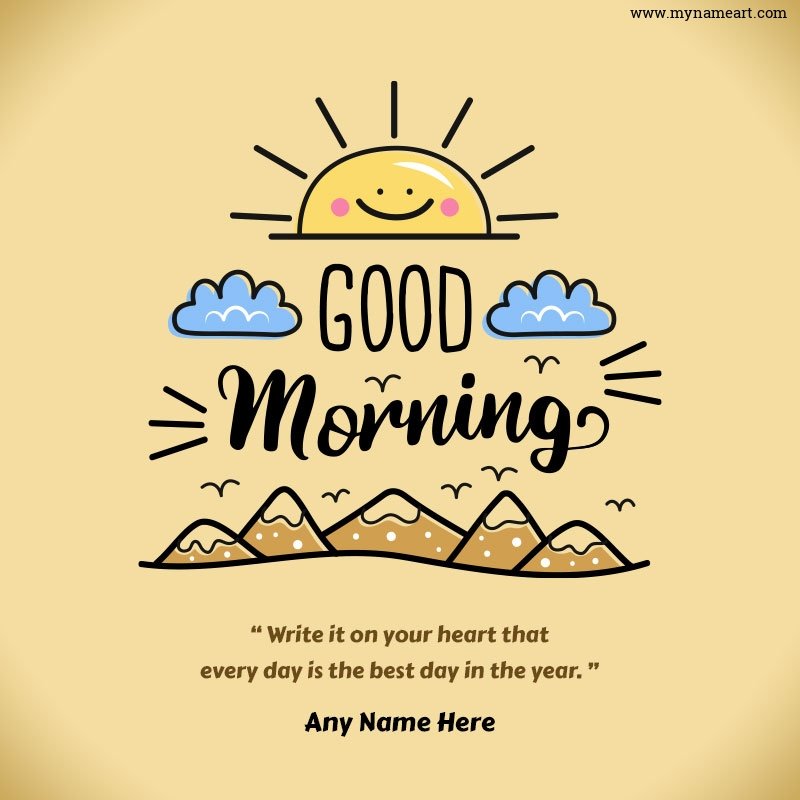 www.mynameart.com
GOOD
Morning
“ Write it on your heart that
every day is the best day in the year. ”
Any Name Here